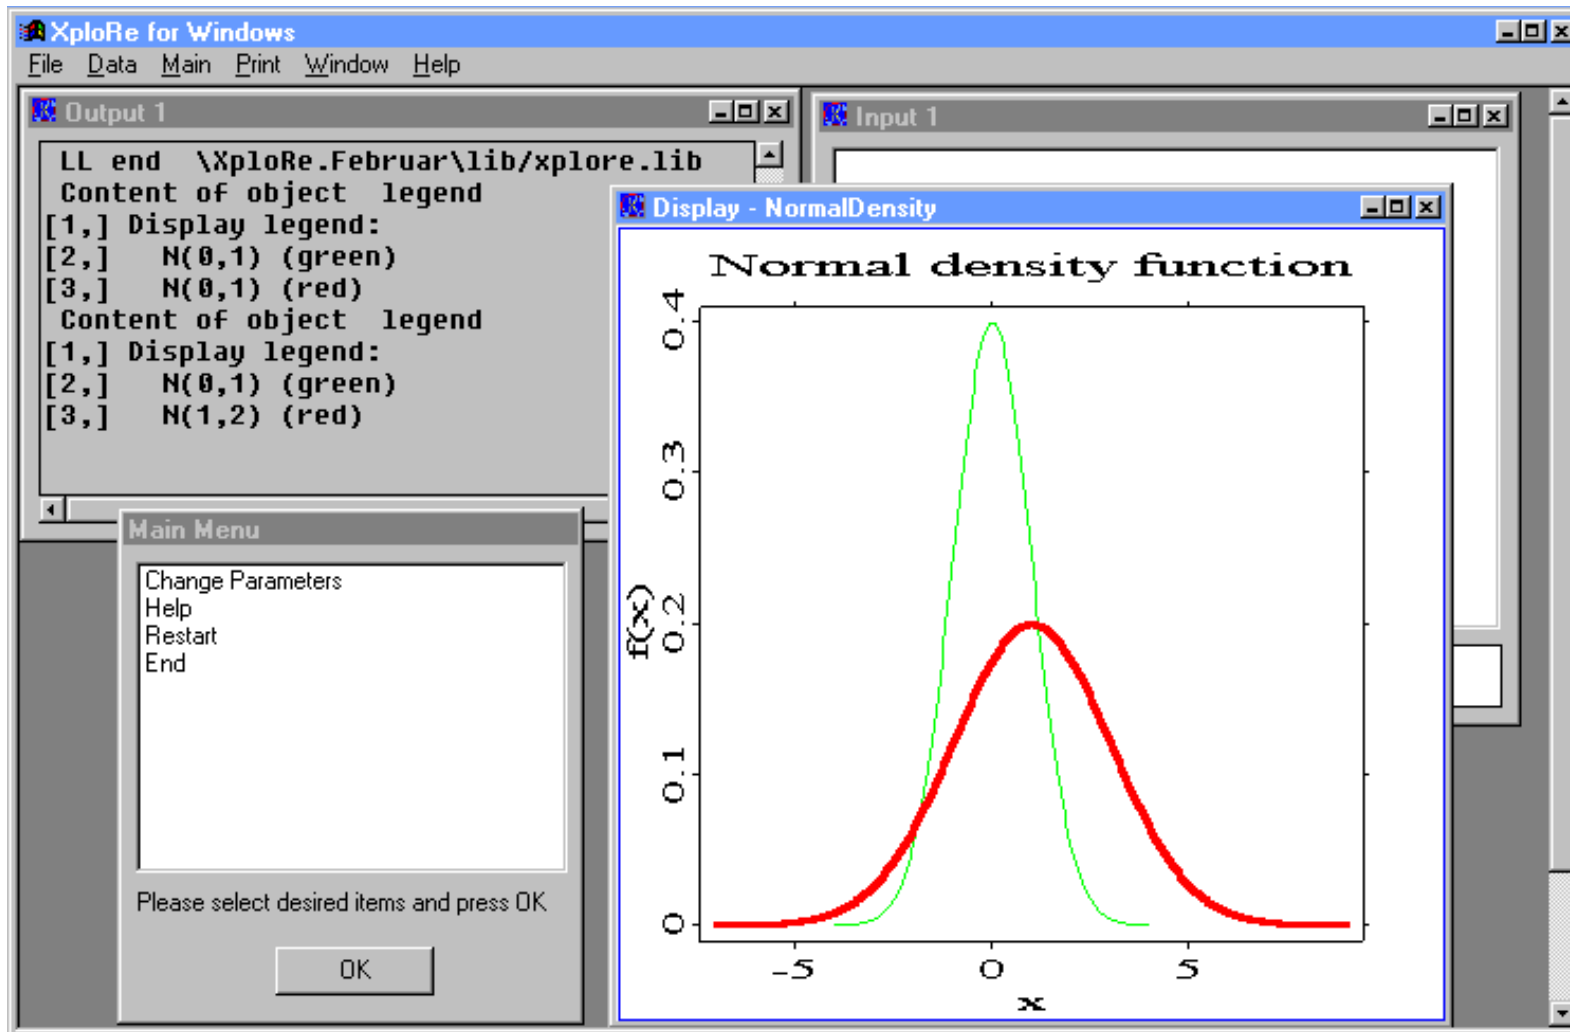 XploRe for Windows
File Data Main Print Window Help
Output 1
LL end \XploRe.Februar\lib/xplore.lib
Content of object legend
[1,] Display legend:
[2,] N(0,1) (green)
[3,] N(0,1) (red)
Content of object legend
[1,] Display legend:
[2,] N(0,1) (green)
[3,] N(1,2) (red)
Input 1
Main Menu
Change Parameters
Help
Restart
End
Please select desired items and press OK
OK
Display - NormalDensity
Normal density function
0.4
0.3
0.2
0.1
0
f(x)
-5 0 5
x